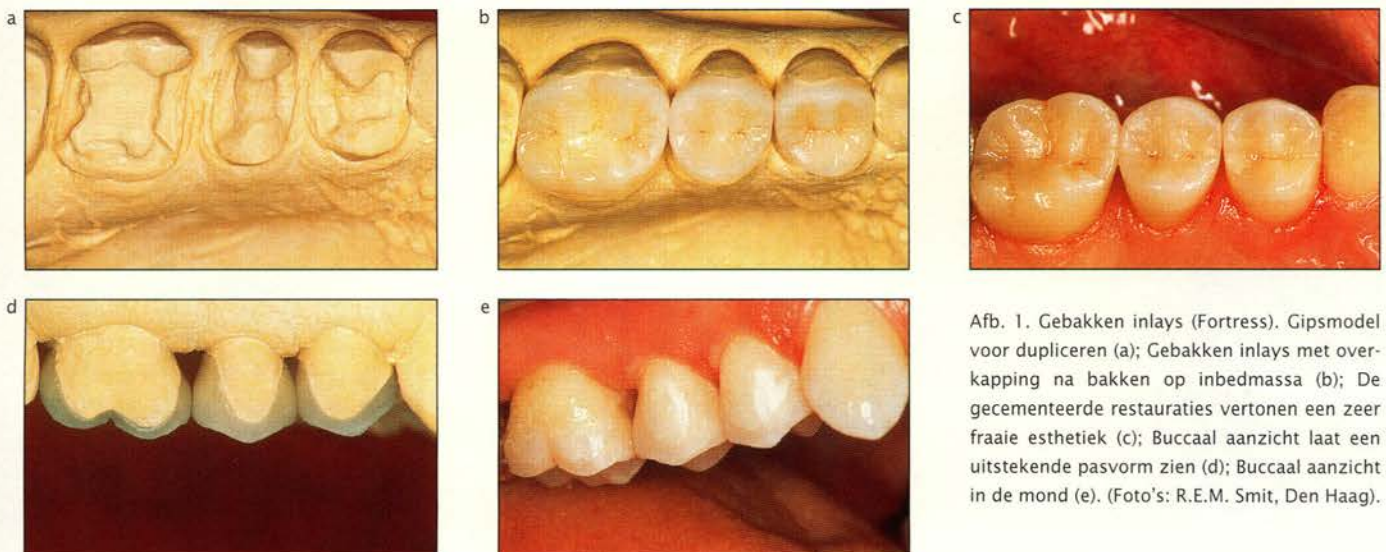 a
b
c
d
e
Afb. 1. Gebakken inlays (Fortress). Gipsmodel
voor dupliceren (a); Gebakken inlays met over-
kapping na bakken op inbedmassa (b); De
gecementeerde restauraties vertonen een zeer
fraaie esthetiek (c); Buccaal aanzicht laat een
uitstekende pasvorm zien (d); Buccaal aanzicht
in de mond (e). (Foto's: R.E.M. Smit, Den Haag).